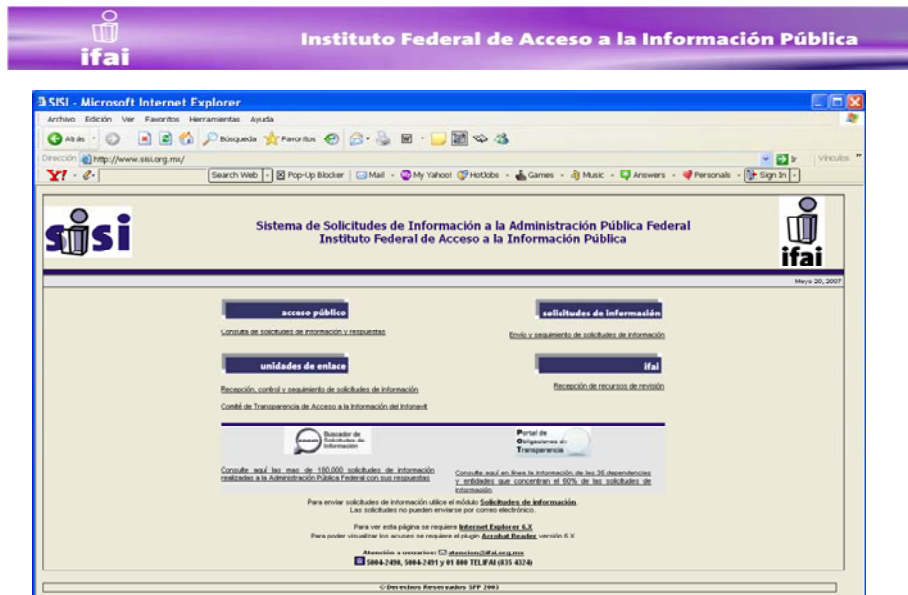 ifai
Instituto Federal de Acceso a la Información Pública
SISI - Microsoft Internet Explorer
Archivo Edición Ver Favoritos Herramientas Ayuda
Atrás Búsqueda Favoritos
Dirección http://www.sisi.org.mx/ Ir Vínculos
Y! Search Web Pop-Up Blocker Mail My Yahoo! HotJobs Games Music Answers Personals Sign In
sisi
Sistema de Solicitudes de Información a la Administración Pública Federal
Instituto Federal de Acceso a la Información Pública
ifai
Mayo 20, 2007
acceso público
solicitudes de información
Consulta de solicitudes de información y respuestas
Envío y seguimiento de solicitudes de información
unidades de enlace
ifai
Recepción, control y seguimiento de solicitudes de información
Recepción de recursos de revisión
Comité de Transparencia de Acceso a la Información del Infonavit
Buscador de
Solicitudes de
Información
Portal de
Obligaciones de
Transparencia
Consulte aquí las mas de 180,000 solicitudes de información
realizadas a la Administración Pública Federal con sus respuestas
Consulte aquí en línea la información de las 35 dependencias
y entidades que concentran el 60% de las solicitudes de
información
Para enviar solicitudes de información utilice el módulo Solicitudes de información.
Las solicitudes no pueden enviarse por correo electrónico.
Para ver esta página se requiere Internet Explorer 6.X
Para poder visualizar los acuses se requiere el plugin Acrobat Reader versión 6.X
Atención a usuarios: atencion@ifai.org.mx
5004-2490, 5004-2491 y 01 800 TELIFAI (835 4324)
©Derechos Reservados SFP 2003